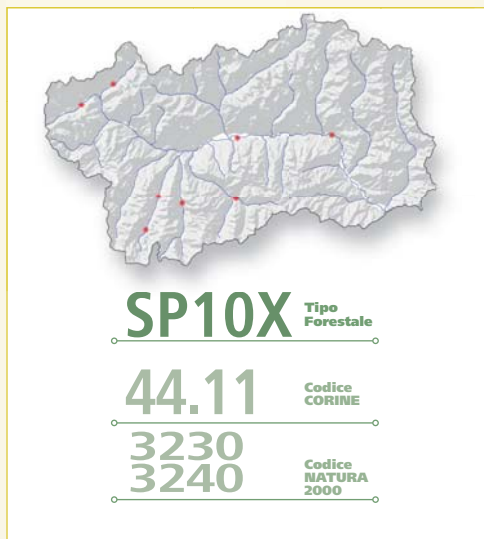 SP10X Tipo
Forestale
44.11 Codice
CORINE
3230
3240 Codice
NATURA
2000